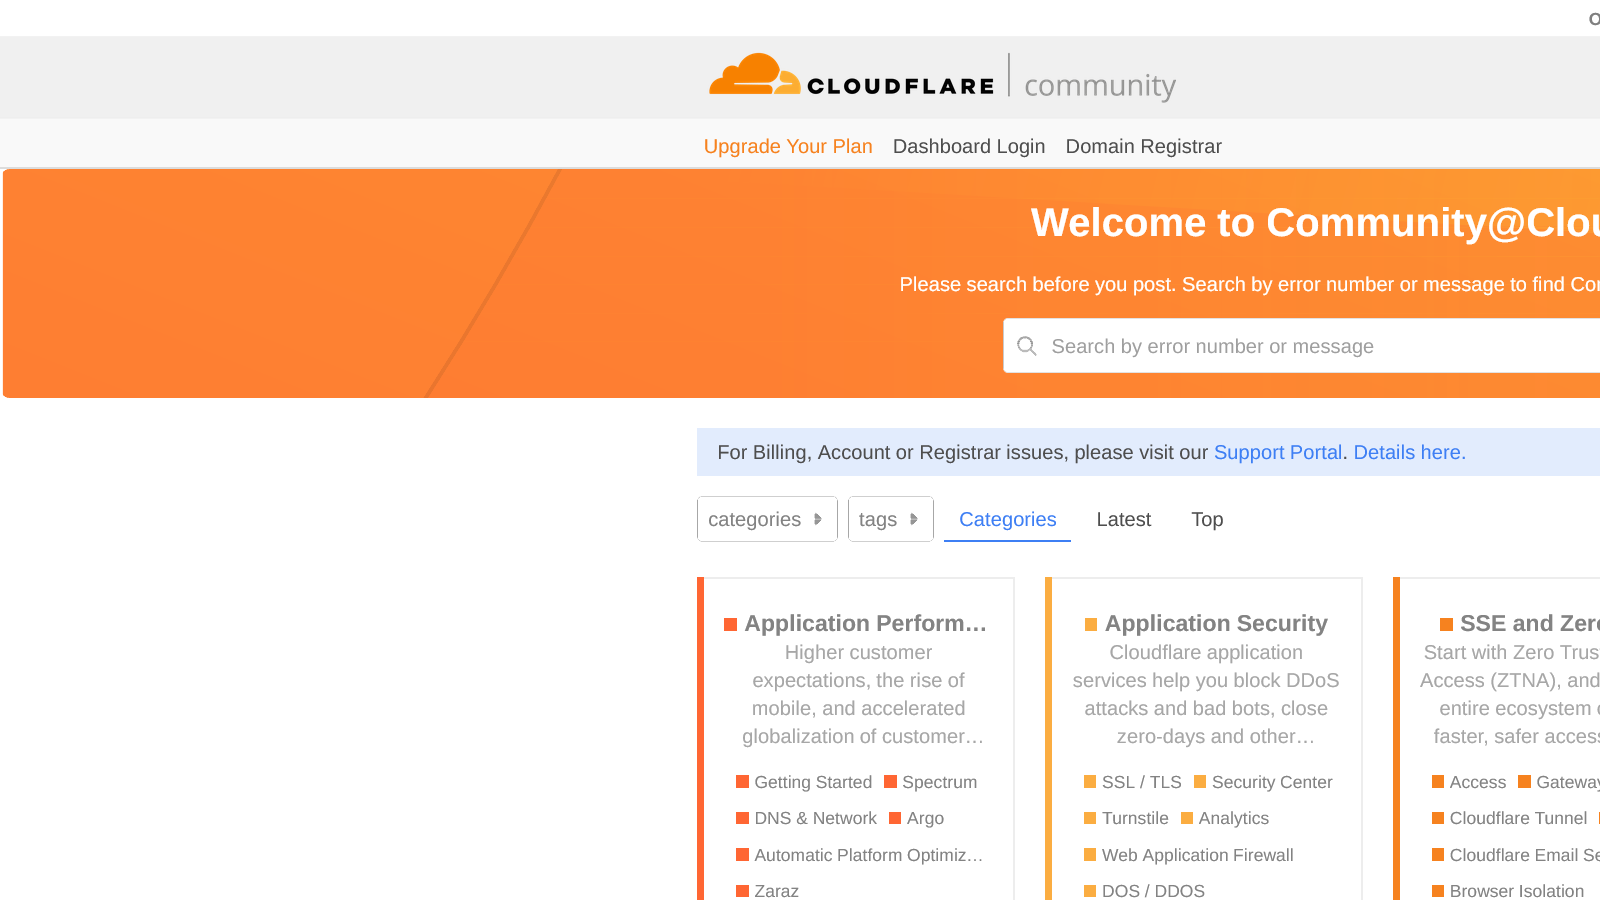 CLOUDFLARE | community
Upgrade Your Plan Dashboard Login Domain Registrar
Welcome to Community@Clou
Please search before you post. Search by error number or message to find
Search by error number or message
For Billing, Account or Registrar issues, please visit our Support Portal. Details here.
categories tags Categories Latest Top
Application Perform…
Higher customer
expectations, the rise of
mobile, and accelerated
globalization of customer…
Getting Started Spectrum
DNS & Network Argo
Automatic Platform Optimiz…
Zaraz
Application Security
Cloudflare application
services help you block DDoS
attacks and bad bots, close
zero-days and other…
SSL / TLS Security Center
Turnstile Analytics
Web Application Firewall
DOS / DDOS
SSE and Zero
Start with Zero Trus
Access (ZTNA), and
entire ecosystem
faster, safer access
Access Gateway
Cloudflare Tunnel
Cloudflare Email Se
Browser Isolation